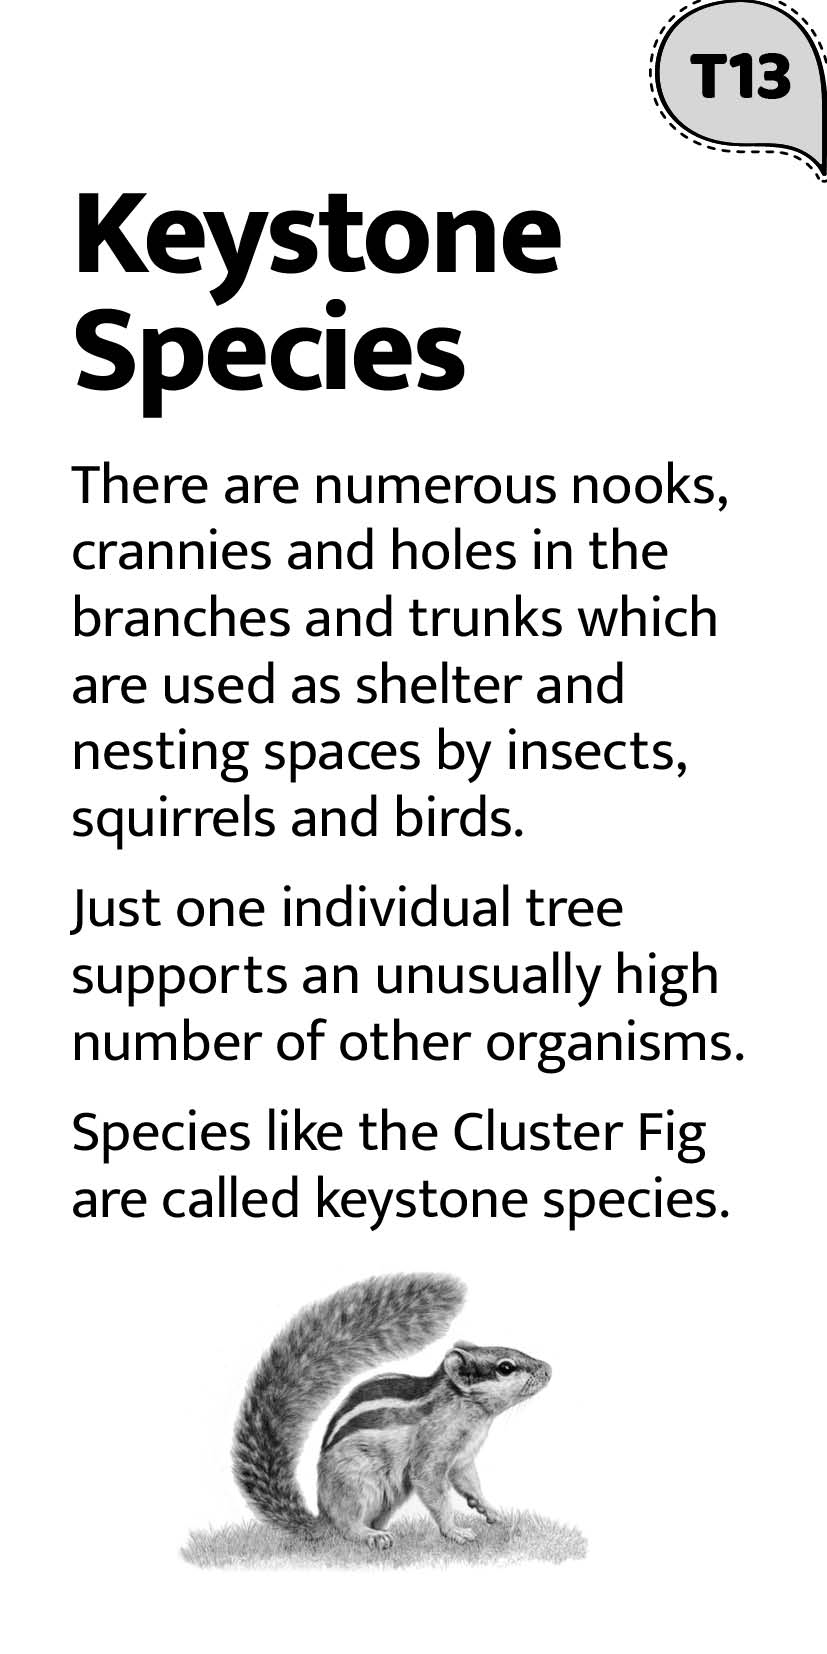 T13
Keystone
Species
There are numerous nooks,
crannies and holes in the
branches and trunks which
are used as shelter and
nesting spaces by insects,
squirrels and birds.
Just one individual tree
supports an unusually high
number of other organisms.
Species like the Cluster Fig
are called keystone species.